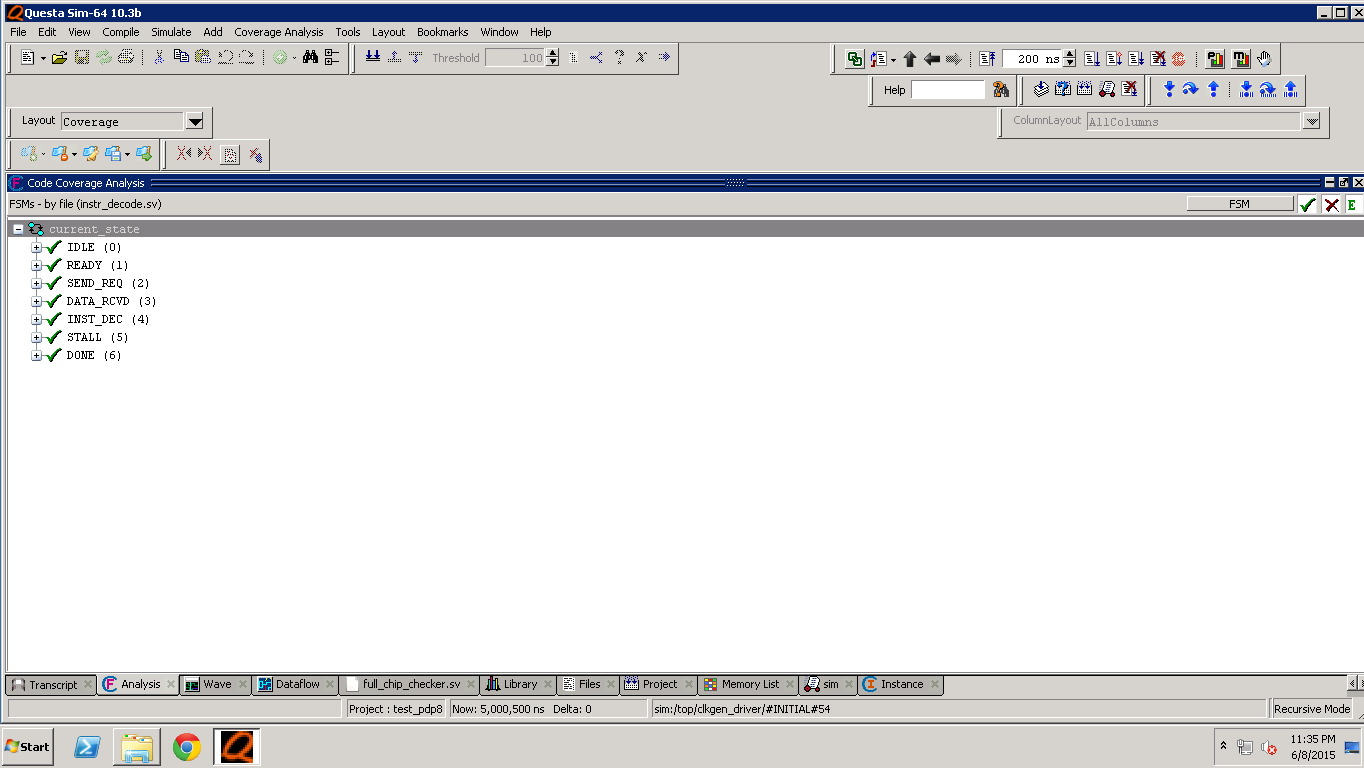 Questa Sim-64 10.3b
File Edit View Compile Simulate Add Coverage Analysis Tools Layout Bookmarks Window Help
Threshold 100 200 ns
Help
Layout Coverage ColumnLayout AllColumns
Code Coverage Analysis
FSMs - by file (instr_decode.sv) FSM E
current_state
IDLE (0)
READY (1)
SEND_REQ (2)
DATA_RCVD (3)
INST_DEC (4)
STALL (5)
DONE (6)
Transcript Analysis Wave Dataflow full_chip_checker.sv Library Files Project Memory List sim Instance
Project : test_pdp8 Now: 5,000,500 ns Delta: 0 sim:/top/clkgen_driver/#INITIAL#54 Recursive Mode
Start 11:35 PM
6/8/2015